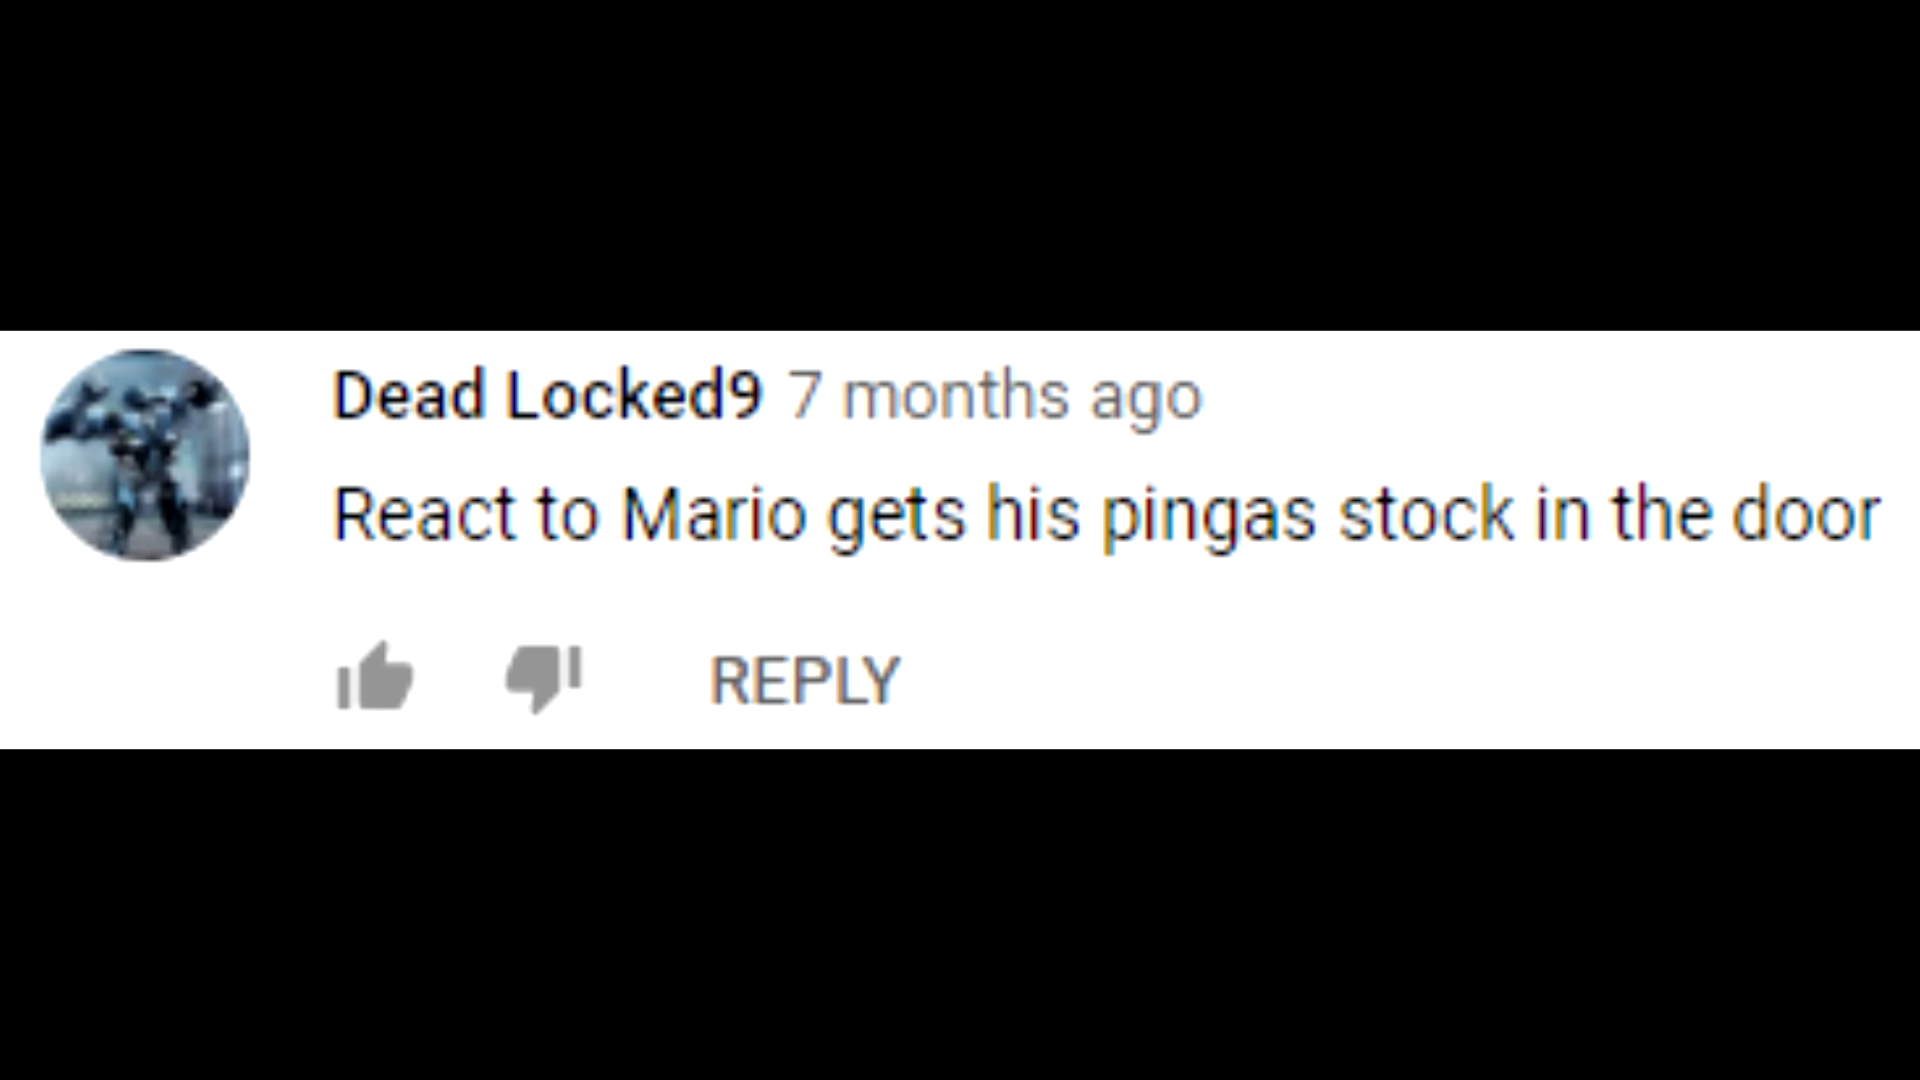 Dead Locked9 7 months ago
React to Mario gets his pingas stock in the door
REPLY